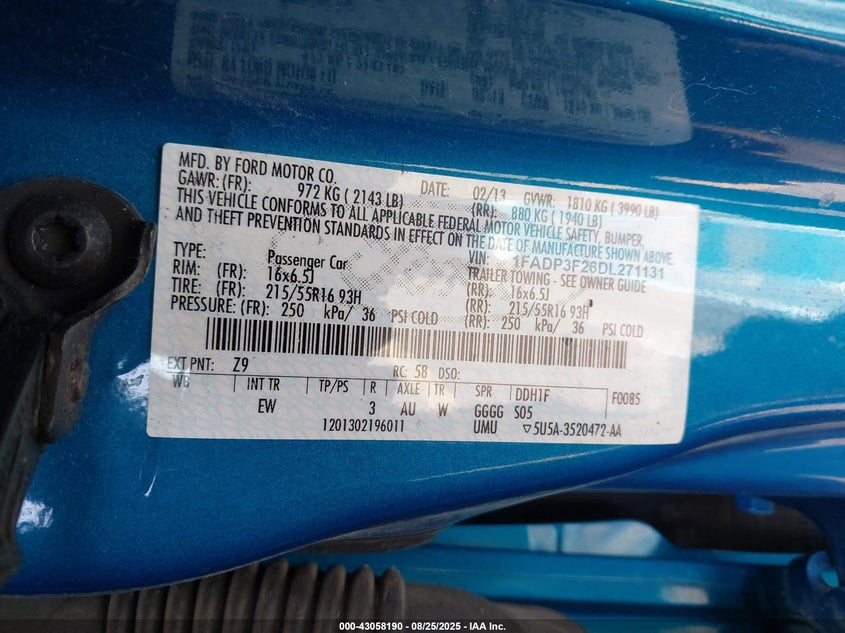 MFD. BY FORD MOTOR CO.
DATE: 02/13 GVWR: 1810 KG ( 3990 LB)
GAWR: (FR): 972 KG ( 2143 LB) (RR): 880 KG ( 1940 LB)
THIS VEHICLE CONFORMS TO ALL APPLICABLE FEDERAL MOTOR VEHICLE SAFETY, BUMPER,
AND THEFT PREVENTION STANDARDS IN EFFECT ON THE DATE OF MANUFACTURE SHOWN ABOVE.
VIN: 1FADP3F26DL271131
TYPE: Passenger Car TRAILER TOWING - SEE OWNER GUIDE
RIM: (FR): 16x6.5J (RR): 16x6.5J
TIRE: (FR): 215/55R16 93H (RR): 215/55R16 93H
PRESSURE: (FR): 250 kPa/ 36 PSI COLD (RR): 250 kPa/ 36 PSI COLD
EXT PNT: Z9 RC: 58 DSO:
WB INT TR TP/PS R AXLE TR SPR DDH1F F0085
EW 3 AU W GGGG S05
1201302196011 UMU ▽5U5A-3520472-AA
000-43058190 - 08/25/2025 - IAA Inc.